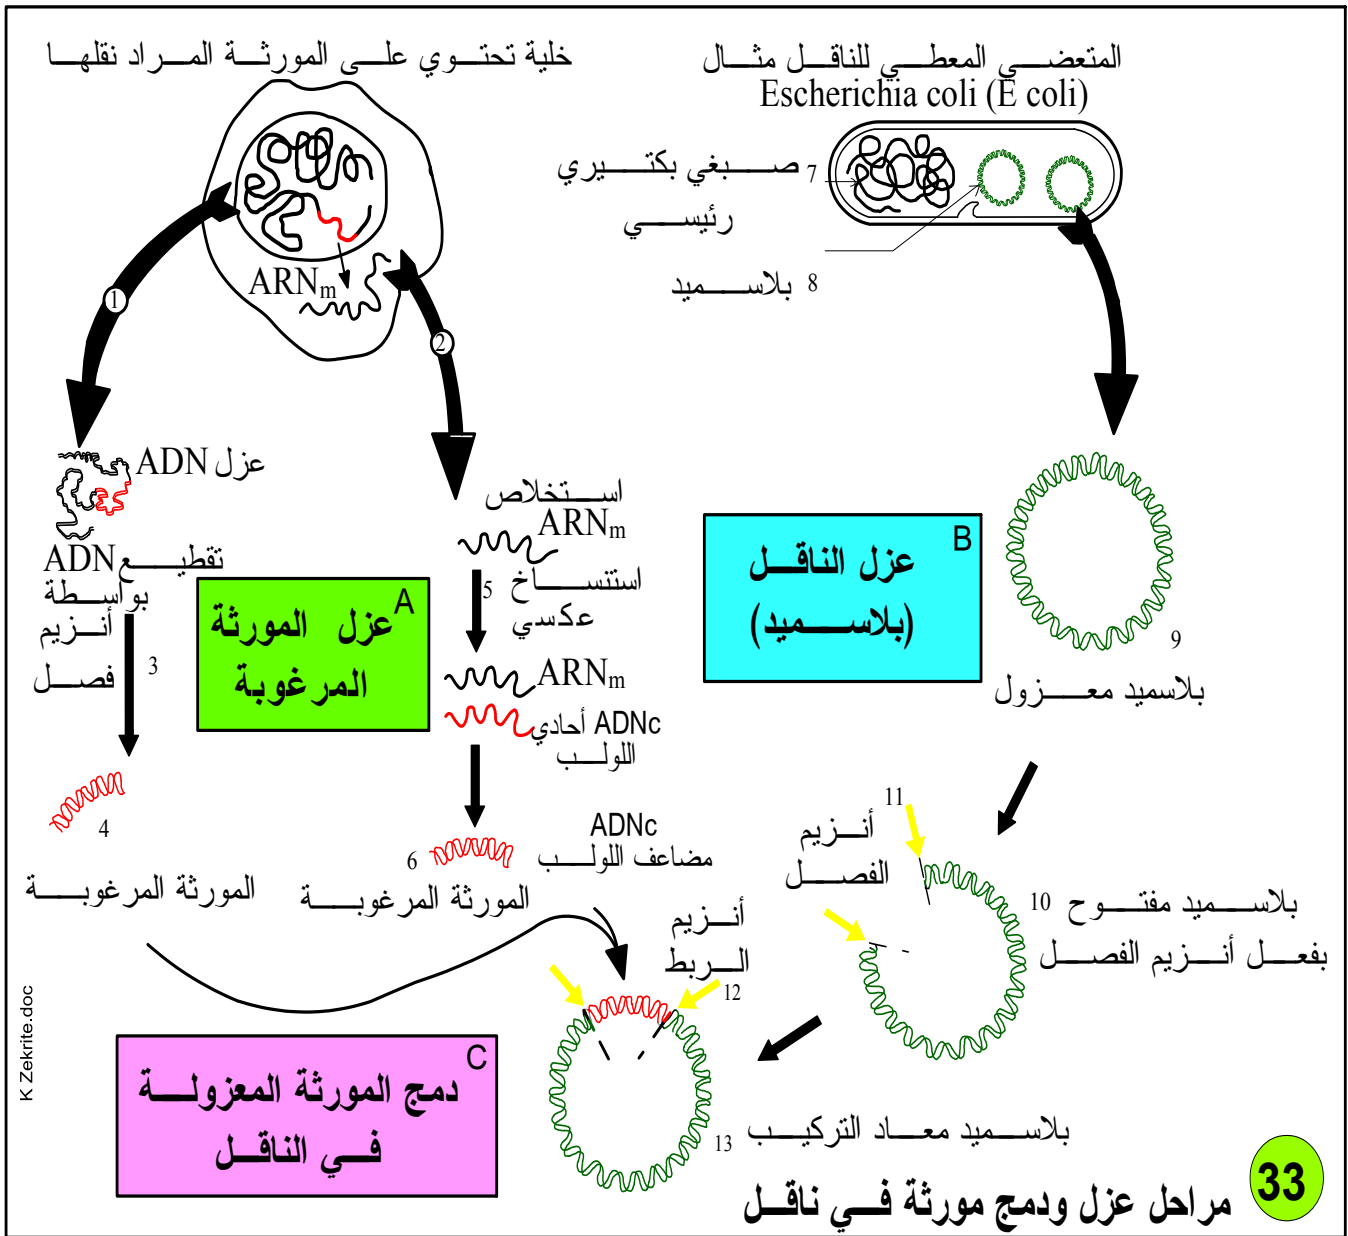 خلية تحتوي على المورثة المراد نقلها
المتعضي المعطي للناقل مثال
Escherichia coli (E coli)
7 صبغي بكتيري
رئيسي
8 بلاسميد
ARNm
1
2
عزل ADN
تقطيع ADN
بواسطة
أنزيم
فصل
3
4
المورثة المرغوبة
استخلاص
ARNm
5 استنساخ
عكسي
ARNm
ADNc أحادي
اللولب
ADNc
مضاعف اللولب
6
المورثة المرغوبة
A
عزل المورثة
المرغوبة
B
عزل الناقل
(بلاسميد)
9
بلاسميد معزول
11
أنزيم
الفصل
10 بلاسميد مفتوح
بفعل أنزيم الفصل
أنزيم
الربط
12
C
دمج المورثة المعزولة
في الناقل
13 بلاسميد معاد التركيب
33
مراحل عزل ودمج مورثة في ناقل
K Zekrite.doc